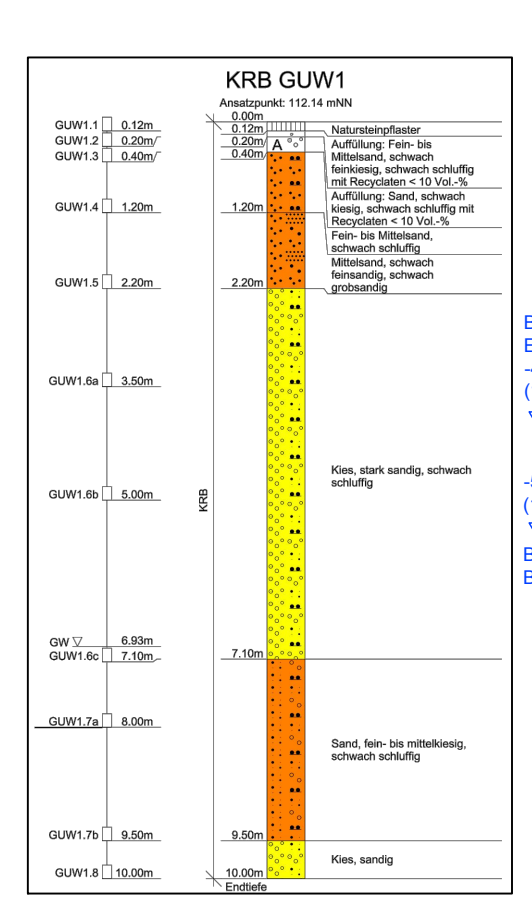 KRB GUW1
Ansatzpunkt: 112.14 mNN
0.00m
GUW1.1 0.12m
0.12m
Natursteinpflaster
GUW1.2 0.20m
0.20m
A
Auffüllung: Fein- bis
Mittelsand, schwach
feinkiesig, schwach schluffig
mit Recyclaten < 10 Vol.-%
GUW1.3 0.40m
0.40m
Auffüllung: Sand, schwach
kiesig, schwach schluffig mit
Recyclaten < 10 Vol.-%
GUW1.4 1.20m
1.20m
Fein- bis Mittelsand,
schwach schluffig
Mittelsand, schwach
feinsandig, schwach
grobsandig
GUW1.5 2.20m
2.20m
GUW1.6a 3.50m
Kies, stark sandig, schwach
schluffig
GUW1.6b 5.00m
KRB
GW 6.93m
GUW1.6c 7.10m
7.10m
GUW1.7a 8.00m
Sand, fein- bis mittelkiesig,
schwach schluffig
GUW1.7b 9.50m
9.50m
Kies, sandig
GUW1.8 10.00m
10.00m
Endtiefe